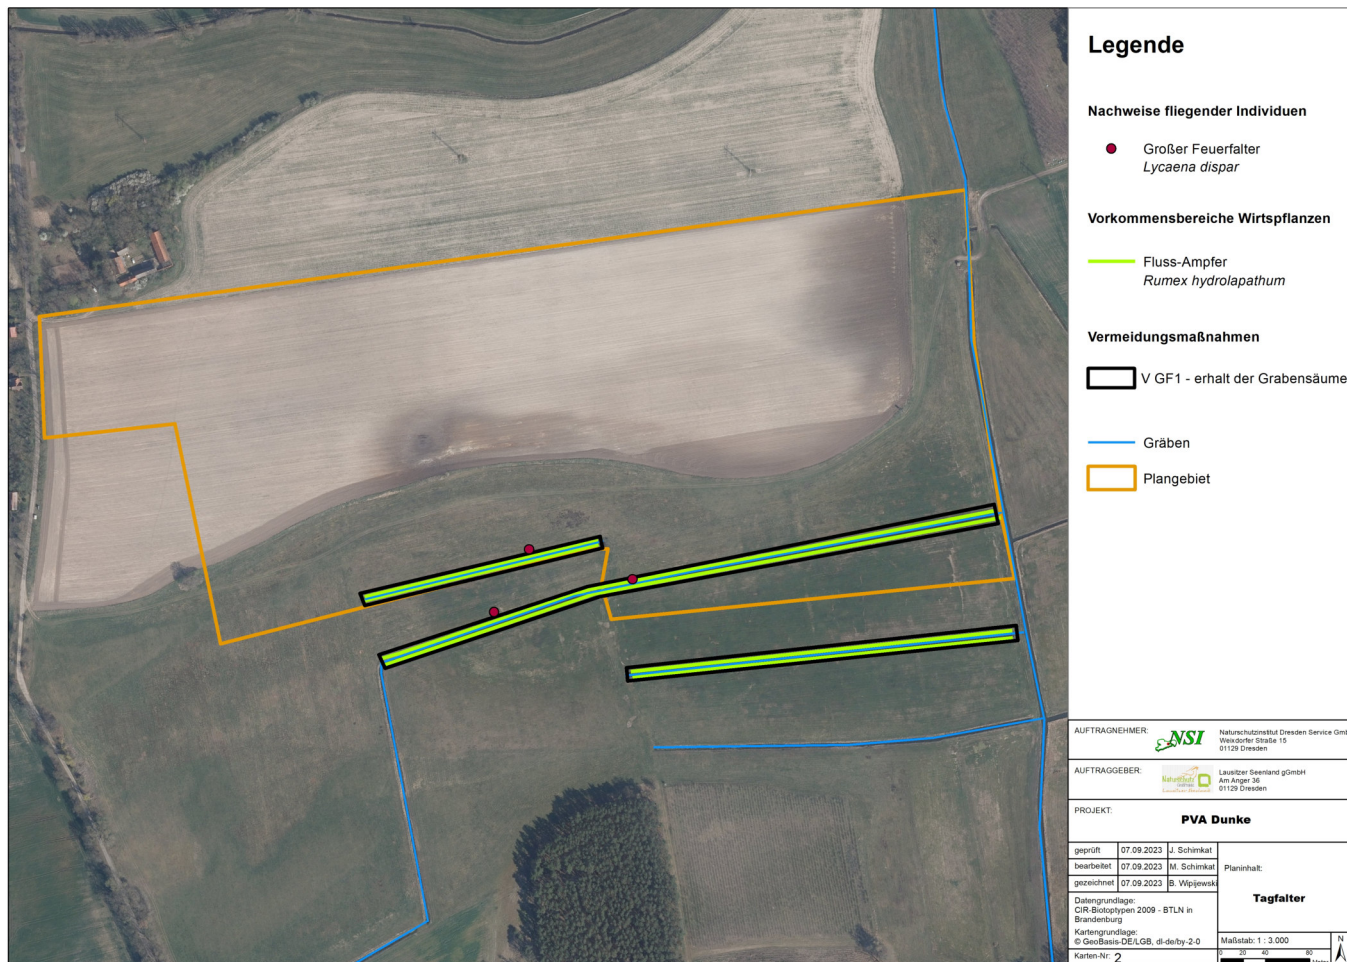 Legende
Nachweise fliegender Individuen
Großer Feuerfalter
Lycaena dispar
Vorkommensbereiche Wirtspflanzen
Fluss-Ampfer
Rumex hydrolapathum
Vermeidungsmaßnahmen
V GF1 - erhalt der Grabensäume
Gräben
Plangebiet
AUFTRAGNEHMER:
NSI
Naturschutzinstitut Dresden Service Gmb
Weixdorfer Straße 15
01129 Dresden
AUFTRAGGEBER:
Lausitzer Seenland gGmbH
Am Anger 36
01129 Dresden
PROJEKT:
PVA Dunke
geprüft 07.09.2023 J. Schimkat
bearbeitet 07.09.2023 M. Schimkat
gezeichnet 07.09.2023 B. Wipijewski
Planinhalt:
Tagfalter
Datengrundlage:
CIR-Biotoptypen 2009 - BTLN in
Brandenburg
Kartengrundlage:
© GeoBasis-DE/LGB, dl-de/by-2-0
Karten-Nr: 2
Maßstab: 1 : 3.000
N
0 20 40 80